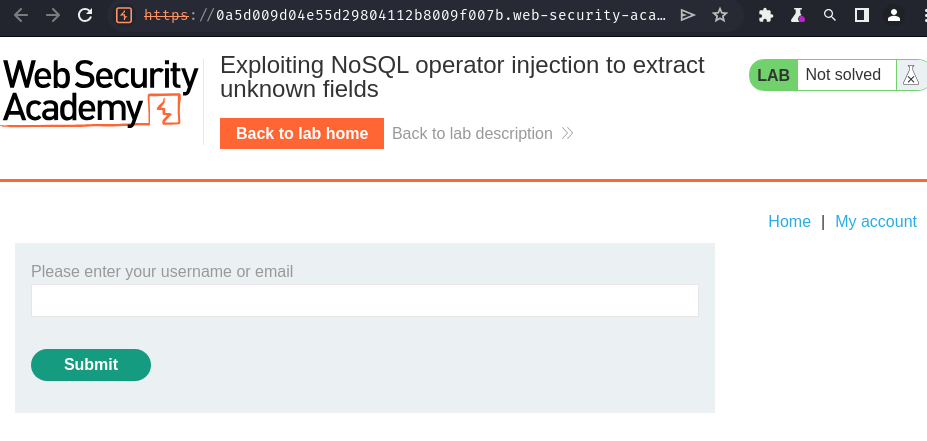 https://0a5d009d04e55d29804112b8009f007b.web-security-aca…
Web Security
Academy
Exploiting NoSQL operator injection to extract
unknown fields
LAB Not solved
Back to lab home Back to lab description
Home | My account
Please enter your username or email
Submit